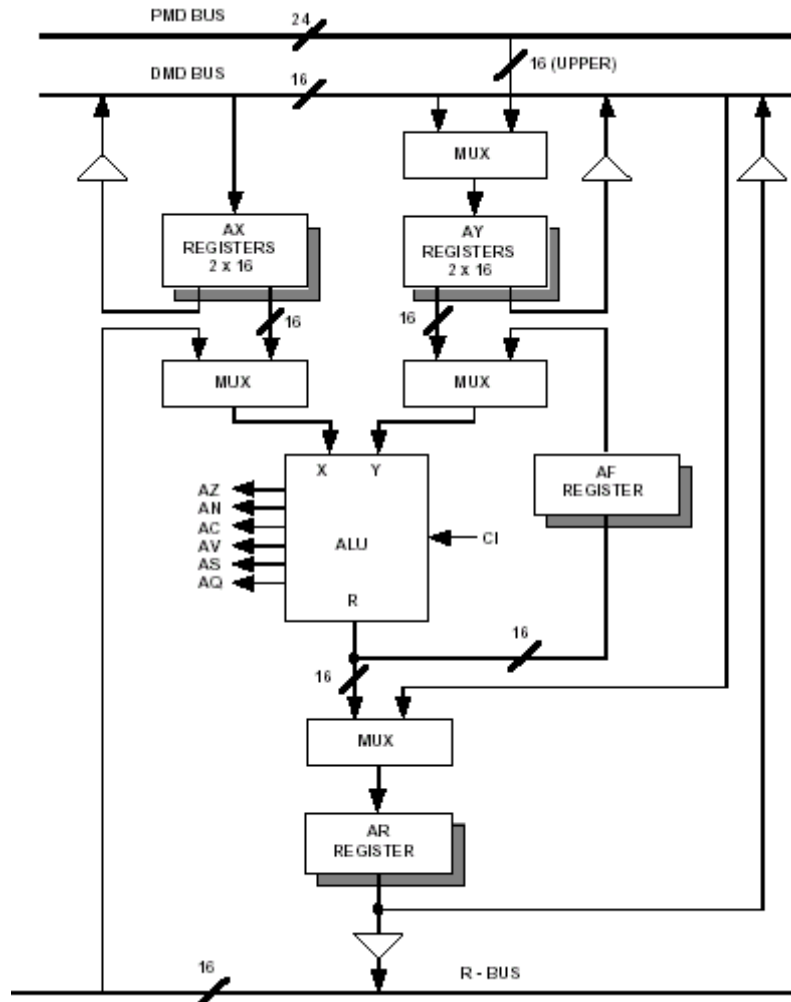 PMD BUS
24
16 (UPPER)
DMD BUS
16
MUX
AX
REGISTERS
2 x 16
AY
REGISTERS
2 x 16
16
16
MUX
MUX
X
Y
AF
REGISTER
AZ
AN
AC
AV
AS
AQ
ALU
CI
R
16
16
MUX
AR
REGISTER
16
R - BUS